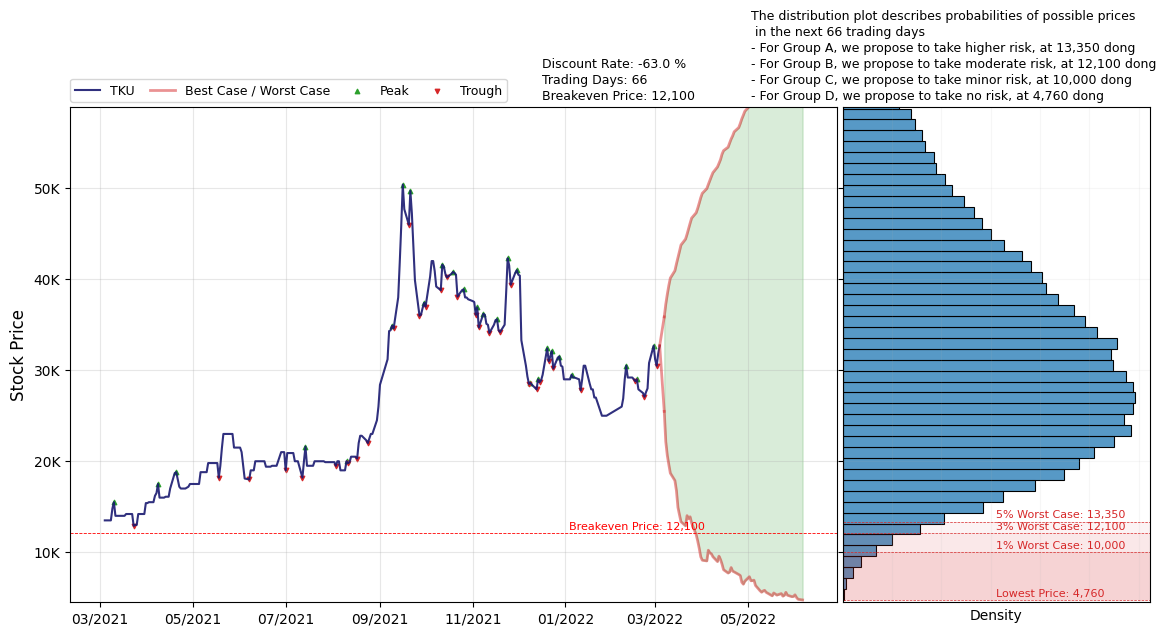 The distribution plot describes probabilities of possible prices
in the next 66 trading days
- For Group A, we propose to take higher risk, at 13,350 dong
- For Group B, we propose to take moderate risk, at 12,100 dong
- For Group C, we propose to take minor risk, at 10,000 dong
- For Group D, we propose to take no risk, at 4,760 dong
Discount Rate: -63.0 %
Trading Days: 66
Breakeven Price: 12,100
TKU Best Case / Worst Case Peak Trough
Stock Price
50K
40K
30K
20K
10K
Breakeven Price: 12,100
5% Worst Case: 13,350
3% Worst Case: 12,100
1% Worst Case: 10,000
Lowest Price: 4,760
03/2021 05/2021 07/2021 09/2021 11/2021 01/2022 03/2022 05/2022
Density